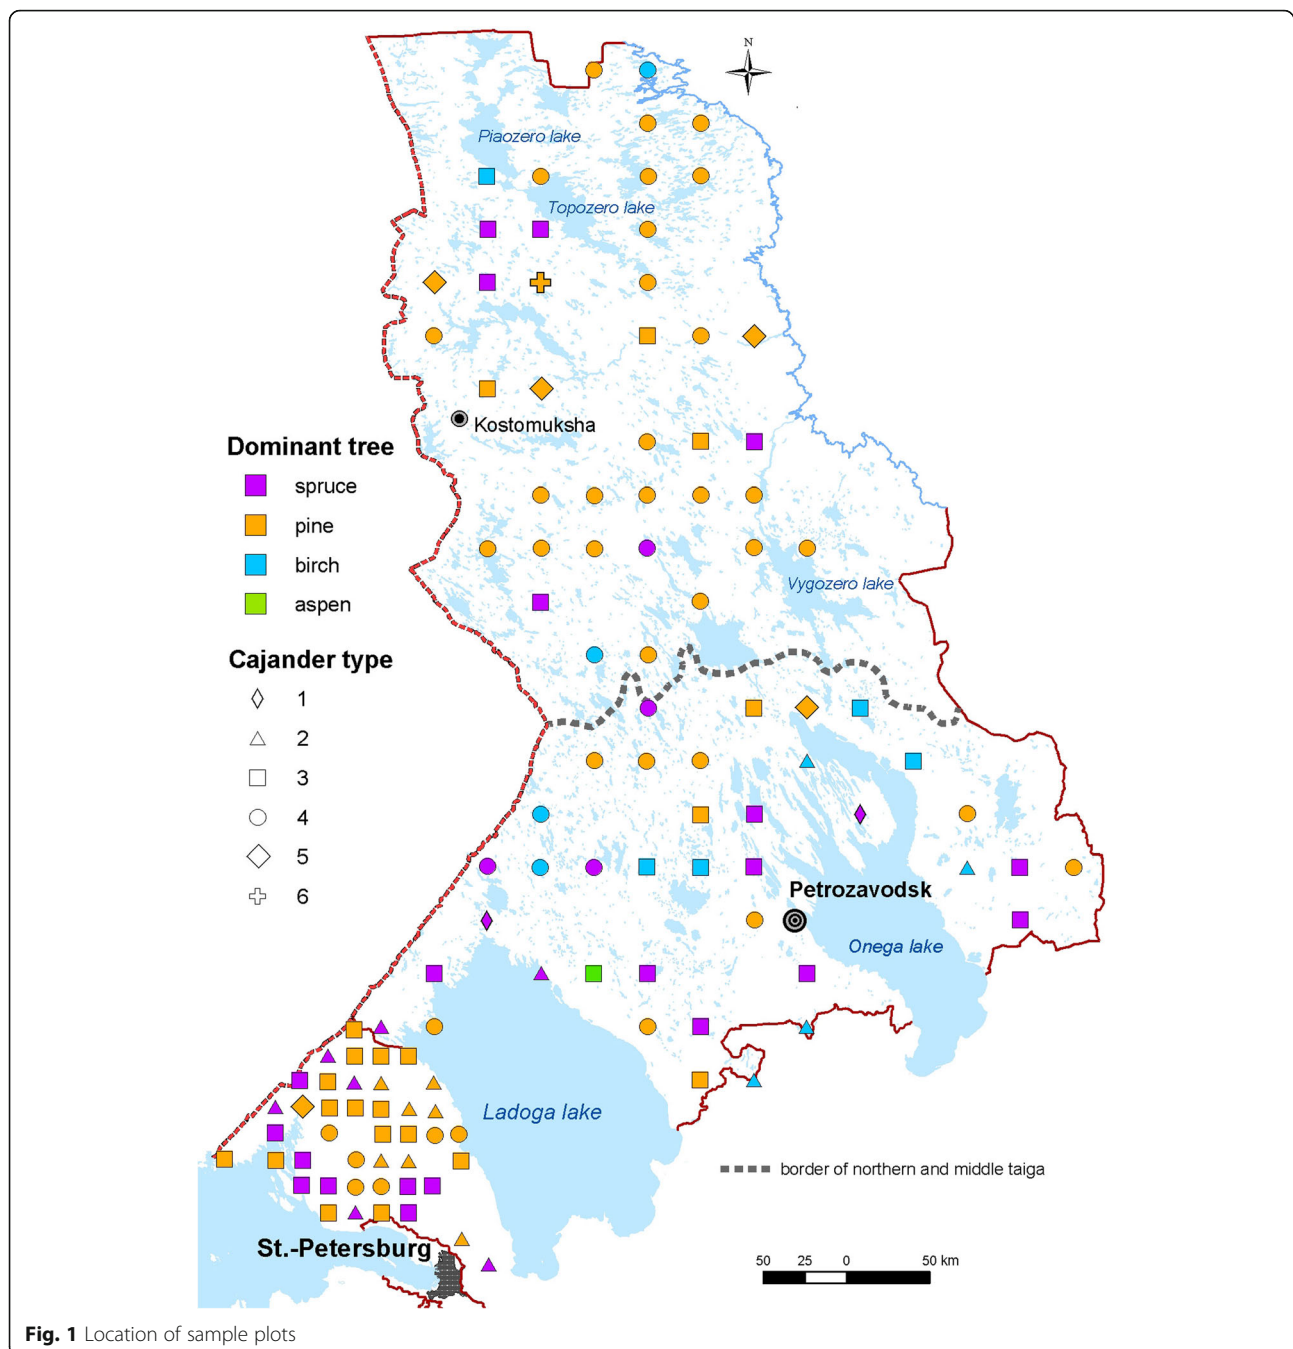 N
Piaozero lake
Topozero lake
Kostomuksha
Dominant tree
spruce
pine
birch
aspen
Vygozero lake
Cajander type
1
2
3
4
5
6
Petrozavodsk
Onega lake
Ladoga lake
border of northern and middle taiga
St.-Petersburg
50 25 0 50 km
Fig. 1 Location of sample plots